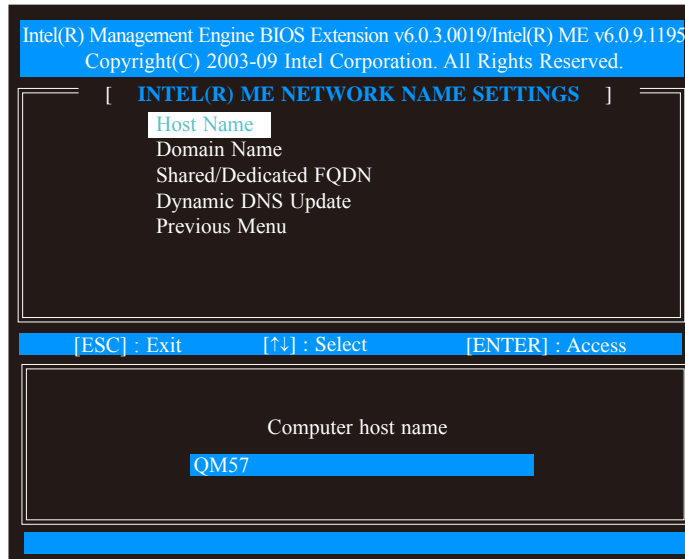 Intel(R) Management Engine BIOS Extension v6.0.3.0019/Intel(R) ME v6.0.9.1195
Copyright(C) 2003-09 Intel Corporation. All Rights Reserved.
[ INTEL(R) ME NETWORK NAME SETTINGS ]
Host Name
Domain Name
Shared/Dedicated FQDN
Dynamic DNS Update
Previous Menu
[ESC] : Exit [↑↓] : Select [ENTER] : Access
Computer host name
QM57